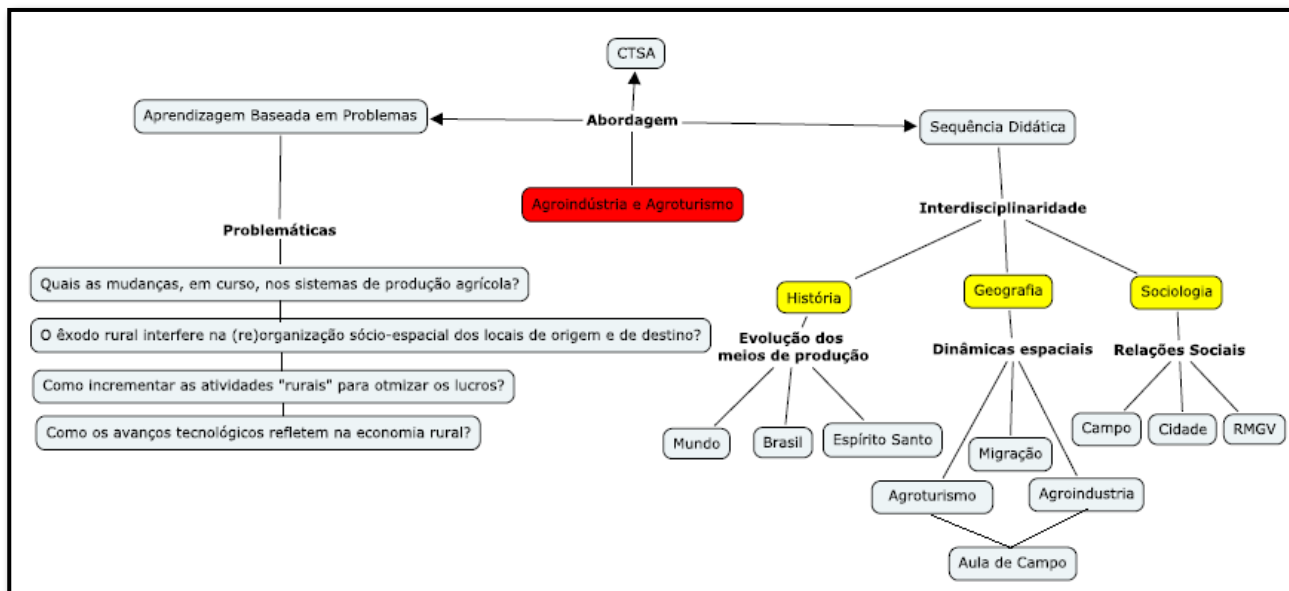 CTSA
Aprendizagem Baseada em Problemas
Abordagem
Sequência Didática
Agroindústria e Agroturismo
Interdisciplinaridade
Problemáticas
Quais as mudanças, em curso, nos sistemas de produção agrícola?
História
Geografia
Sociologia
O êxodo rural interfere na (re)organização sócio-espacial dos locais de origem e de destino?
Evolução dos
meios de produção
Dinâmicas espaciais
Relações Sociais
Como incrementar as atividades "rurais" para otmizar os lucros?
Como os avanços tecnológicos refletem na economia rural?
Mundo
Brasil
Espírito Santo
Migração
Campo
Cidade
RMGV
Agroturismo
Agroindustria
Aula de Campo